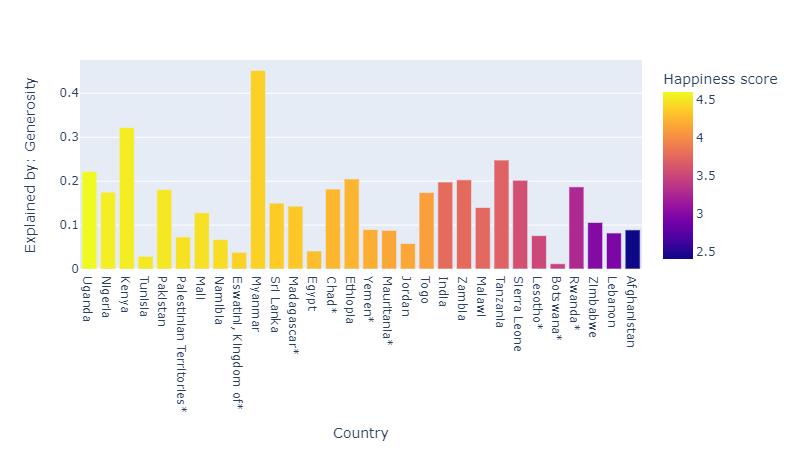 Happiness score
Explained by: Generosity
0.4
0.3
0.2
0.1
0
4.5
4
3.5
3
2.5
Uganda
Nigeria
Kenya
Tunisia
Pakistan
Palestinian Territories*
Mali
Namibia
Eswatini, Kingdom of*
Myanmar
Sri Lanka
Madagascar*
Egypt
Chad*
Ethiopia
Yemen*
Mauritania*
Jordan
Togo
India
Zambia
Malawi
Tanzania
Sierra Leone
Lesotho*
Botswana*
Rwanda*
Zimbabwe
Lebanon
Afghanistan
Country